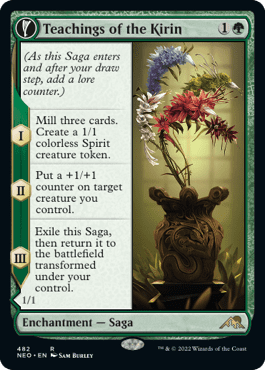 Teachings of the Kirin 1
(As this Saga enters
and after your draw
step, add a lore
counter.)
I
Mill three cards.
Create a 1/1
colorless Spirit
creature token.
II
Put a +1/+1
counter on target
creature you
control.
III
Exile this Saga,
then return it to
the battlefield
transformed
under your
control.
1/1
Enchantment — Saga
482 R
NEO • EN SAM BURLEY
™ & © 2022 Wizards of the Coast